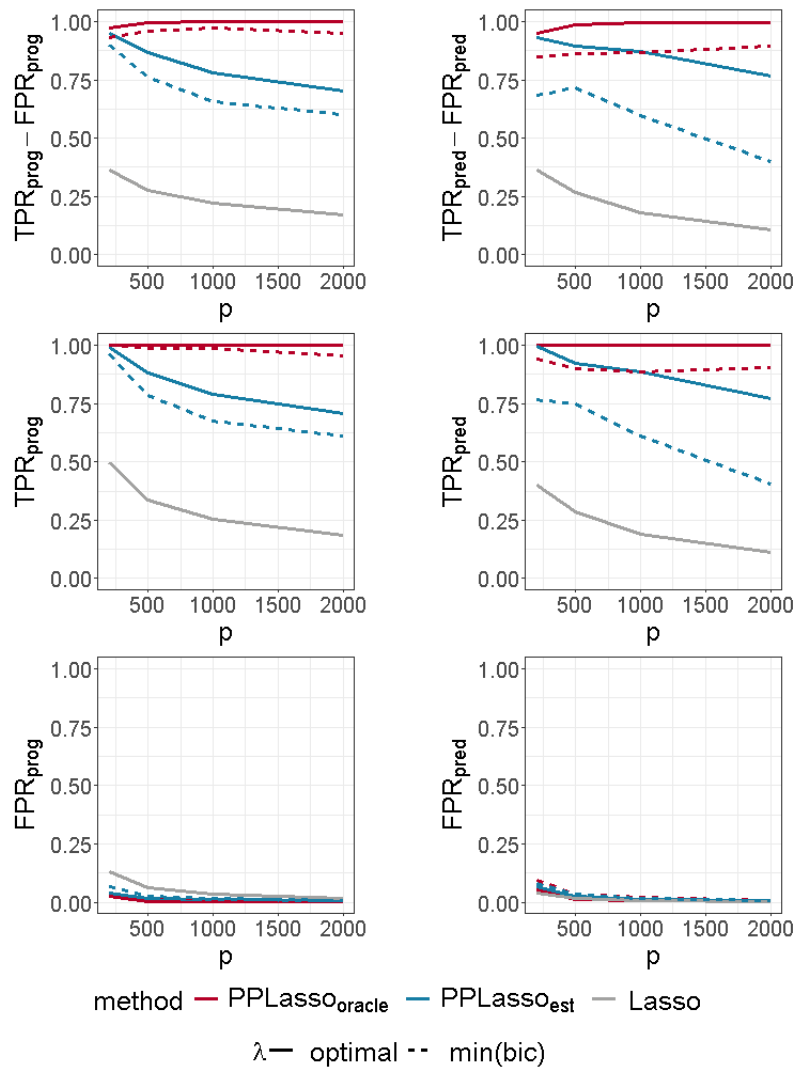 TPRprog − FPRprog
1.00
0.75
0.50
0.25
0.00
500 1000 1500 2000
p
TPRpred − FPRpred
1.00
0.75
0.50
0.25
0.00
500 1000 1500 2000
p
TPRprog
1.00
0.75
0.50
0.25
0.00
500 1000 1500 2000
p
TPRpred
1.00
0.75
0.50
0.25
0.00
500 1000 1500 2000
p
FPRprog
1.00
0.75
0.50
0.25
0.00
500 1000 1500 2000
p
FPRpred
1.00
0.75
0.50
0.25
0.00
500 1000 1500 2000
p
method PPLassooracle PPLassoest Lasso
λ optimal min(bic)